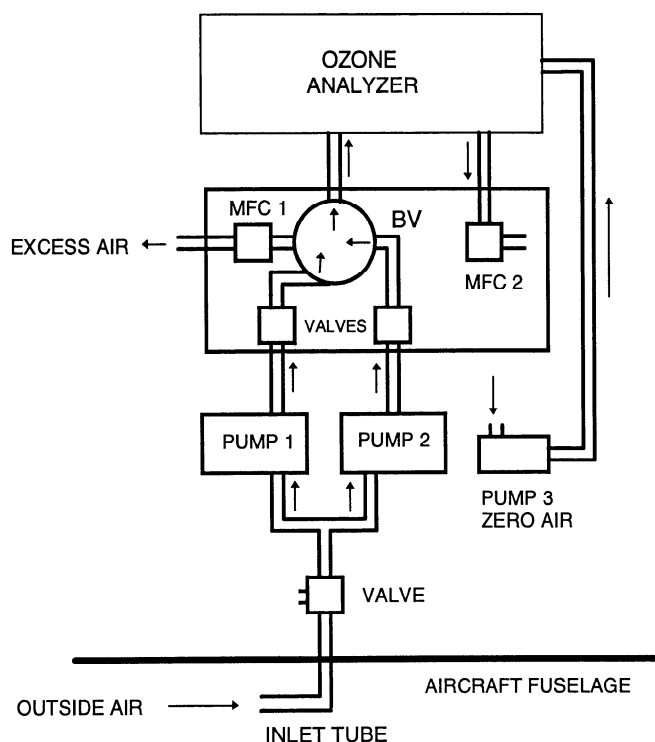 OZONE
ANALYZER
MFC 1
BV
EXCESS AIR
MFC 2
VALVES
PUMP 1
PUMP 2
PUMP 3
ZERO AIR
VALVE
AIRCRAFT FUSELAGE
OUTSIDE AIR
INLET TUBE